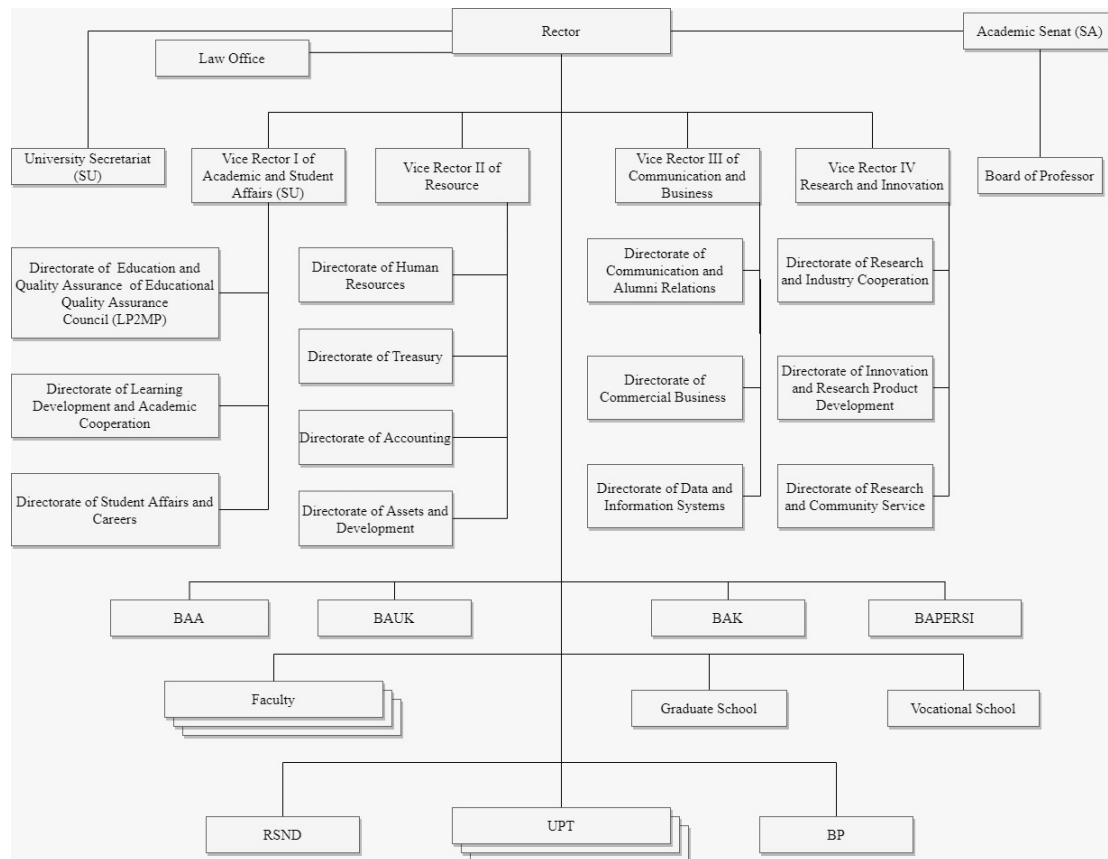 Rector
Academic Senat (SA)
Law Office
University Secretariat
(SU)
Vice Rector I of
Academic and Student
Affairs (SU)
Vice Rector II of
Resource
Vice Rector III of
Communication and
Business
Vice Rector IV
Research and Innovation
Board of Professor
Directorate of Education and
Quality Assurance of Educational
Quality Assurance
Council (LP2MP)
Directorate of Human
Resources
Directorate of
Communication and
Alumni Relations
Directorate of Research
and Industry Cooperation
Directorate of Treasury
Directorate of Learning
Development and Academic
Cooperation
Directorate of
Commercial Business
Directorate of Innovation
and Research Product
Development
Directorate of Accounting
Directorate of Student Affairs and
Careers
Directorate of Assets and
Development
Directorate of Data and
Information Systems
Directorate of Research
and Community Service
BAA
BAUK
BAK
BAPERSI
Faculty
Graduate School
Vocational School
RSND
UPT
BP